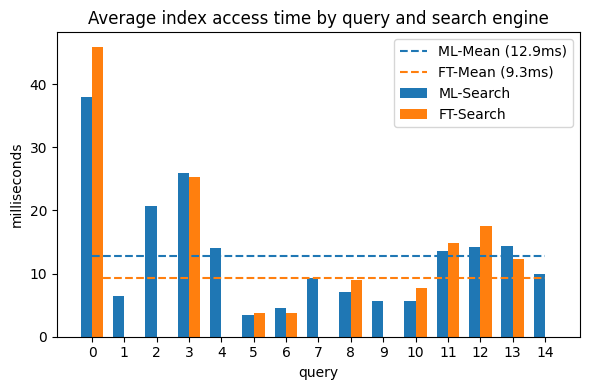 Average index access time by query and search engine
ML-Mean (12.9ms)
FT-Mean (9.3ms)
ML-Search
FT-Search
milliseconds
40
30
20
10
0
0 1 2 3 4 5 6 7 8 9 10 11 12 13 14
query